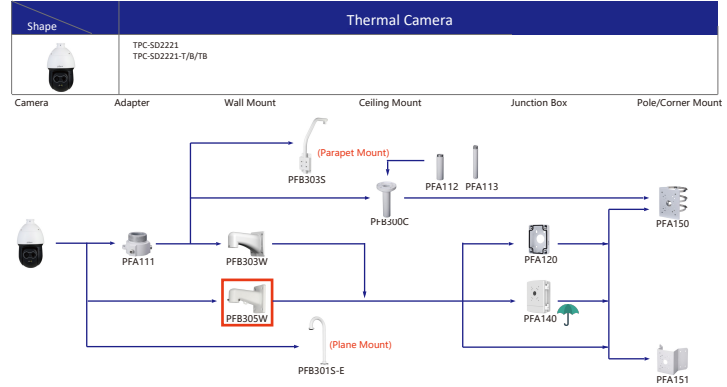 Shape
Thermal Camera
TPC-SD2221
TPC-SD2221-T/B/TB
Camera
Adapter
Wall Mount
Ceiling Mount
Junction Box
Pole/Corner Mount
(Parapet Mount)
PFB303S
PFA112
PFA113
PFB300C
PFA150
PFA111
PFB303W
PFA120
PFB305W
PFA140
(Plane Mount)
PFB301S-E
PFA151